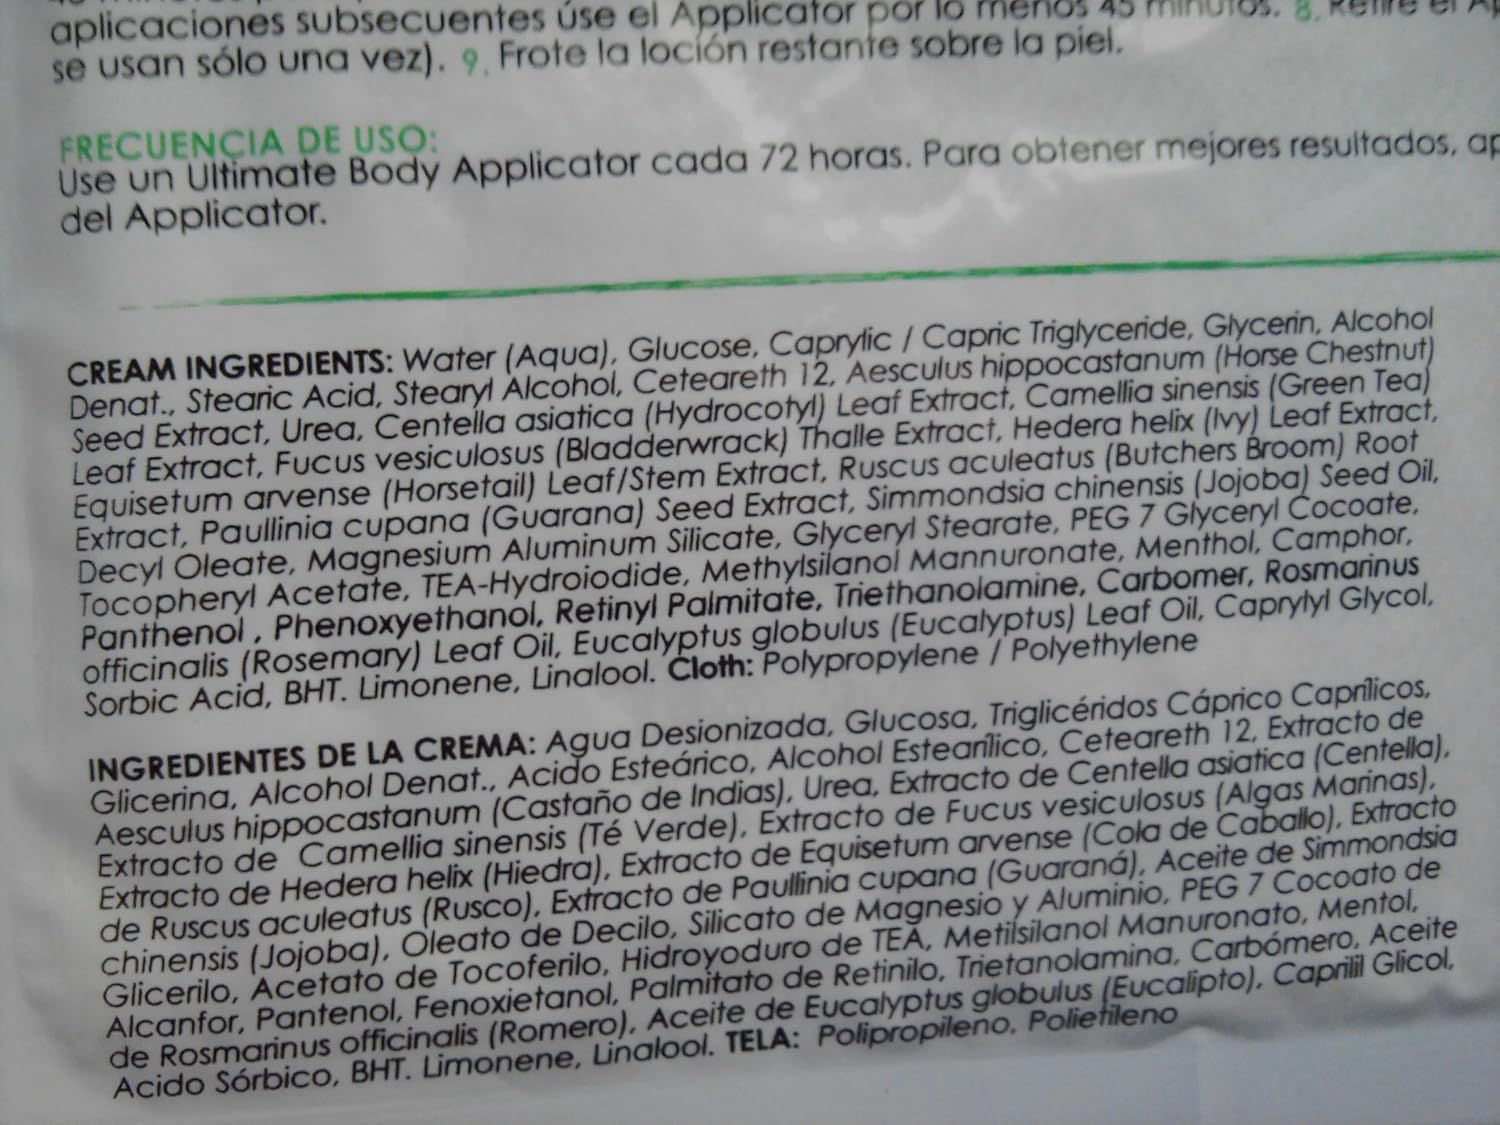 aplicaciones subsecuentes úse el Applicator por lo menos 45 minutos. 8. Retire el
se usan sólo una vez). 9. Frote la loción restante sobre la piel.
FRECUENCIA DE USO:
Use un Ultimate Body Applicator cada 72 horas. Para obtener mejores resultados,
del Applicator.
CREAM INGREDIENTS: Water (Aqua), Glucose, Caprylic / Capric Triglyceride, Glycerin, Alcohol
Denat., Stearic Acid, Stearyl Alcohol, Ceteareth 12, Aesculus hippocastanum (Horse Chestnut)
Seed Extract, Urea, Centella asiatica (Hydrocotyl) Leaf Extract, Camellia sinensis (Green Tea)
Leaf Extract, Fucus vesiculosus (Bladderwrack) Thalle Extract, Hedera helix (Ivy) Leaf Extract,
Equisetum arvense (Horsetail) Leaf/Stem Extract, Ruscus aculeatus (Butchers Broom) Root
Extract, Paullinia cupana (Guarana) Seed Extract, Simmondsia chinensis (Jojoba) Seed Oil,
Decyl Oleate, Magnesium Aluminum Silicate, Glyceryl Stearate, PEG 7 Glyceryl Cocoate,
Tocopheryl Acetate, TEA-Hydroiodide, Methylsilanol Mannuronate, Menthol, Camphor,
Panthenol , Phenoxyethanol, Retinyl Palmitate, Triethanolamine, Carbomer, Rosmarinus
officinalis (Rosemary) Leaf Oil, Eucalyptus globulus (Eucalyptus) Leaf Oil, Caprylyl Glycol,
Sorbic Acid, BHT. Limonene, Linalool. Cloth: Polypropylene / Polyethylene
INGREDIENTES DE LA CREMA: Agua Desionizada, Glucosa, Triglicéridos Cáprico Caprílicos,
Glicerina, Alcohol Denat., Acido Esteárico, Alcohol Estearílico, Ceteareth 12, Extracto de
Aesculus hippocastanum (Castaño de Indias), Urea, Extracto de Centella asiatica (Centella),
Extracto de Camellia sinensis (Té Verde), Extracto de Fucus vesiculosus (Algas Marinas),
Extracto de Hedera helix (Hiedra), Extracto de Equisetum arvense (Cola de Caballo), Extracto
de Ruscus aculeatus (Rusco), Extracto de Paullinia cupana (Guaraná), Aceite de Simmondsia
chinensis (Jojoba), Oleato de Decilo, Silicato de Magnesio y Aluminio, PEG 7 Cocoato de
Glicerilo, Acetato de Tocoferilo, Hidroyoduro de TEA, Metilsilanol Manuronato, Mentol,
Alcanfor, Pantenol, Fenoxietanol, Palmitato de Retinilo, Trietanolamina, Carbómero, Aceite
de Rosmarinus officinalis (Romero), Aceite de Eucalyptus globulus (Eucalipto), Caprilil Glicol,
Acido Sórbico, BHT. Limonene, Linalool. TELA: Polipropileno, Polietileno